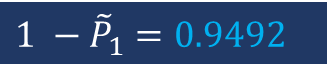 1 − P̃₁ = 0.9492